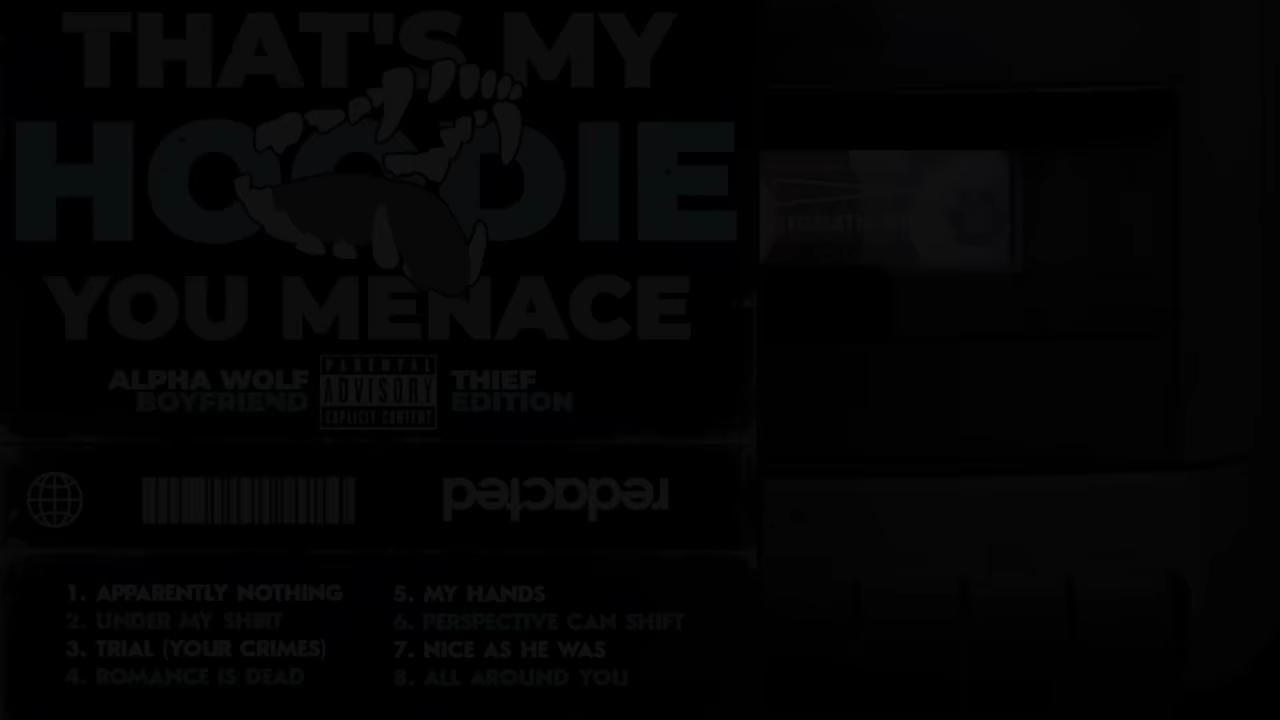 THAT'S MY
HOODIE
YOU MENACE
ALPHA WOLF
BOYFRIEND
PARENTAL
ADVISORY
EXPLICIT CONTENT
THIEF
EDITION
redacted
1. APPARENTLY NOTHING
2. UNDER MY SHIRT
3. TRIAL (YOUR CRIMES)
4. ROMANCE IS DEAD
5. MY HANDS
6. PERSPECTIVE CAN SHIFT
7. NICE AS HE WAS
8. ALL AROUND YOU